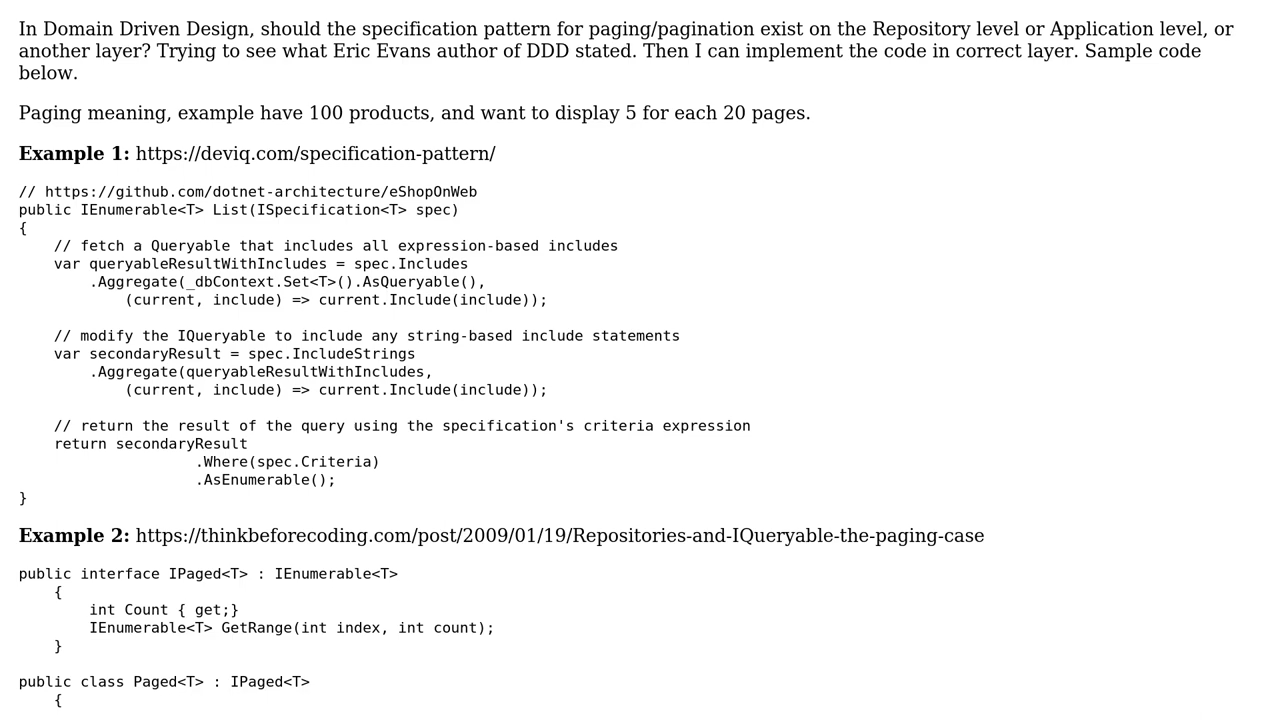 In Domain Driven Design, should the specification pattern for paging/pagination exist on the Repository level or Application level, or
another layer? Trying to see what Eric Evans author of DDD stated. Then I can implement the code in correct layer. Sample code
below.
Paging meaning, example have 100 products, and want to display 5 for each 20 pages.
Example 1: https://deviq.com/specification-pattern/
// https://github.com/dotnet-architecture/eShopOnWeb
public IEnumerable<T> List(ISpecification<T> spec)
{
    // fetch a Queryable that includes all expression-based includes
    var queryableResultWithIncludes = spec.Includes
        .Aggregate(_dbContext.Set<T>().AsQueryable(),
            (current, include) => current.Include(include));
    // modify the IQueryable to include any string-based include statements
    var secondaryResult = spec.IncludeStrings
        .Aggregate(queryableResultWithIncludes,
            (current, include) => current.Include(include));
    // return the result of the query using the specification's criteria expression
    return secondaryResult
                    .Where(spec.Criteria)
                    .AsEnumerable();
}
Example 2: https://thinkbeforecoding.com/post/2009/01/19/Repositories-and-IQueryable-the-paging-case
public interface IPaged<T> : IEnumerable<T>
    {
        int Count { get;}
        IEnumerable<T> GetRange(int index, int count);
    }
public class Paged<T> : IPaged<T>
    {